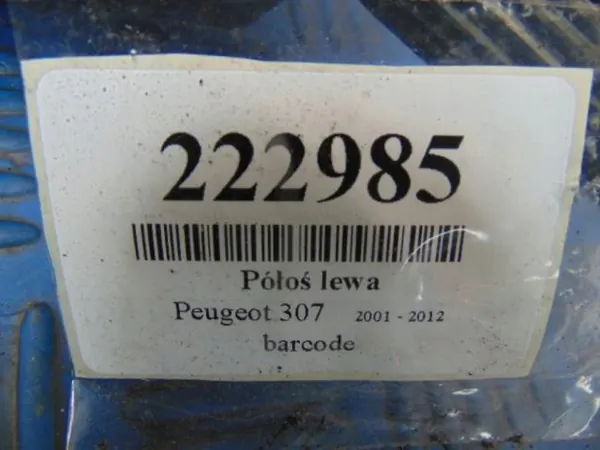 222985
Półoś lewa
Peugeot 307 2001 - 2012
barcode